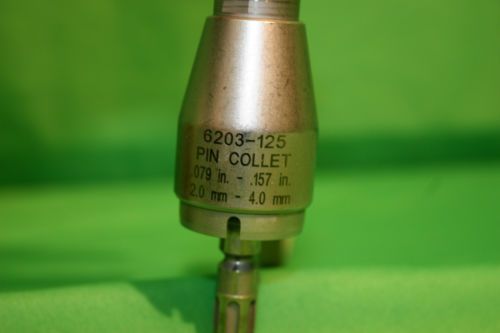 6203-125
PIN COLLET
.079 in. - .157 in.
2.0 mm - 4.0 mm